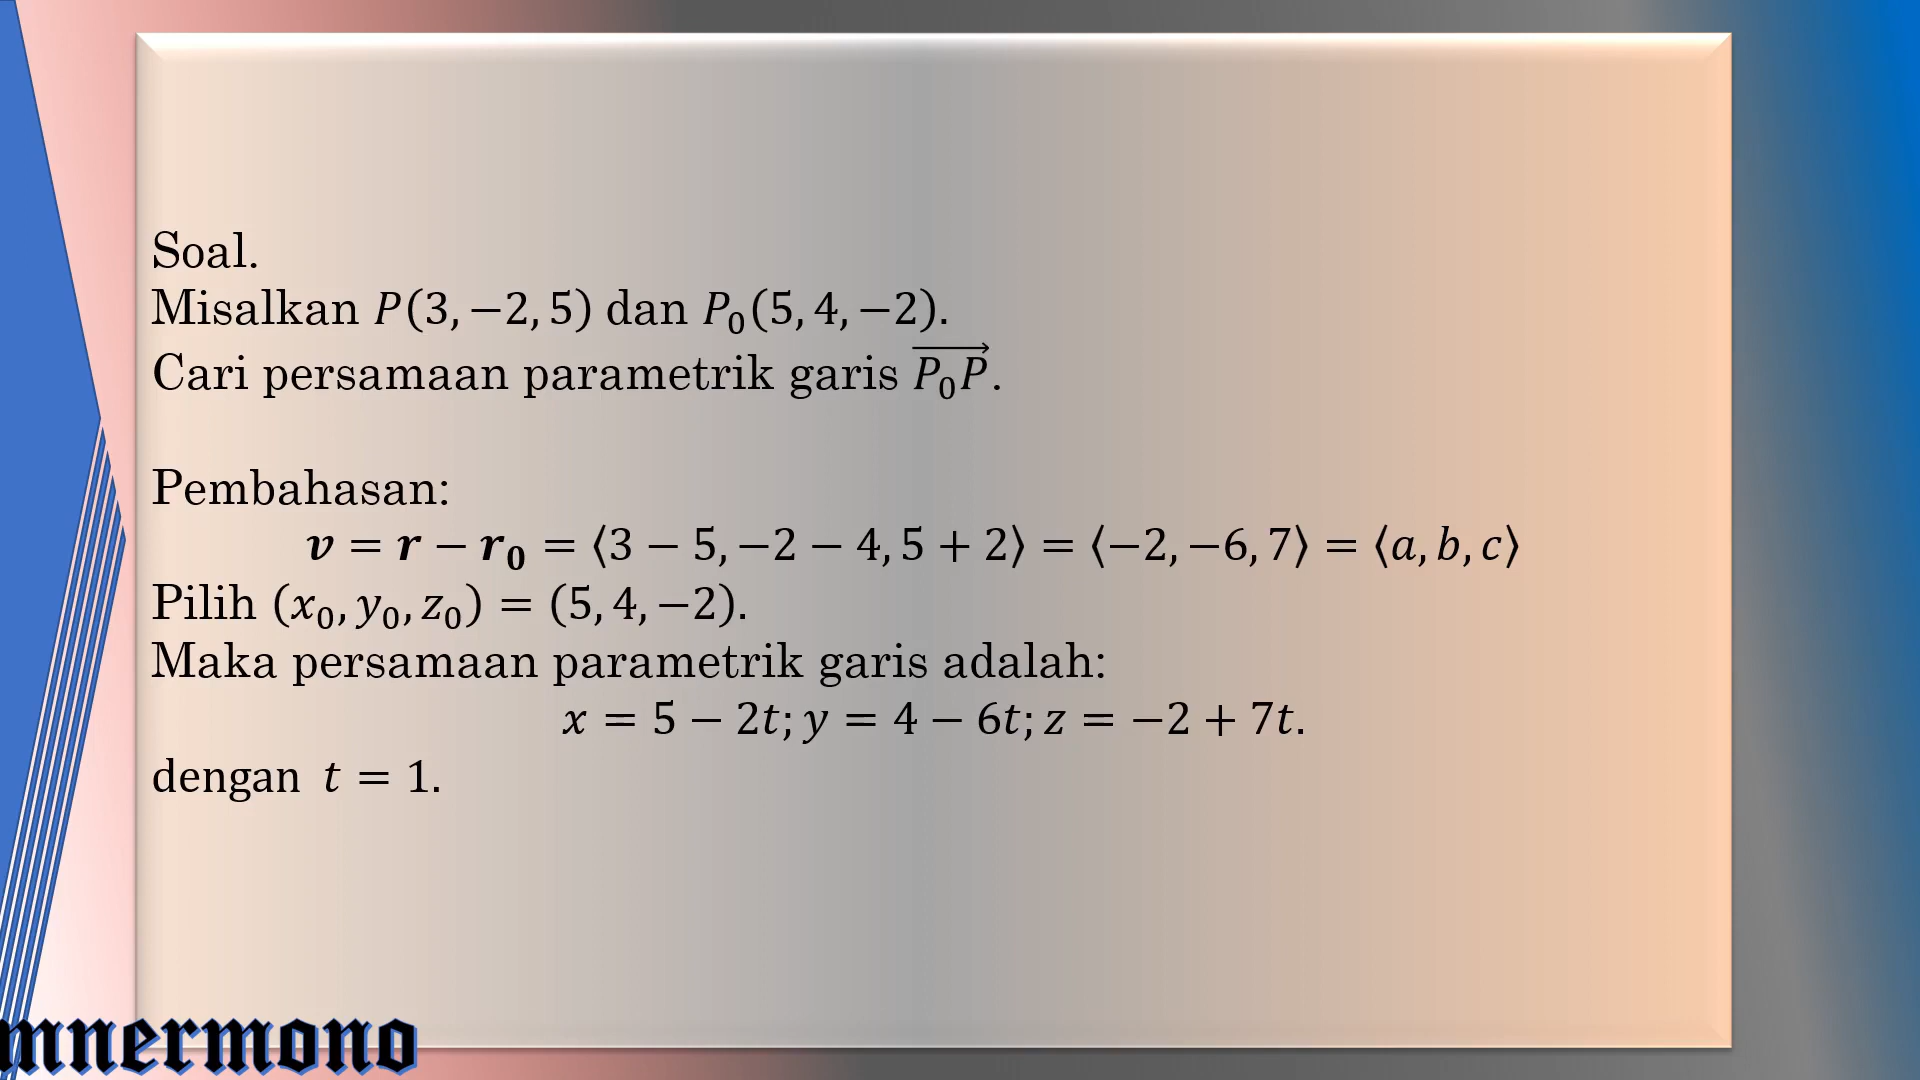 Soal.
Misalkan P(3, −2, 5) dan P₀(5, 4, −2).
Cari persamaan parametrik garis $\overrightarrow{P_0P}$.
Pembahasan:
𝒗 = 𝒓 − 𝒓₀ = ⟨3 − 5, −2 − 4, 5 + 2⟩ = ⟨−2, −6, 7⟩ = ⟨a, b, c⟩
Pilih (x₀, y₀, z₀) = (5, 4, −2).
Maka persamaan parametrik garis adalah:
x = 5 − 2t; y = 4 − 6t; z = −2 + 7t.
dengan t = 1.
mnermono